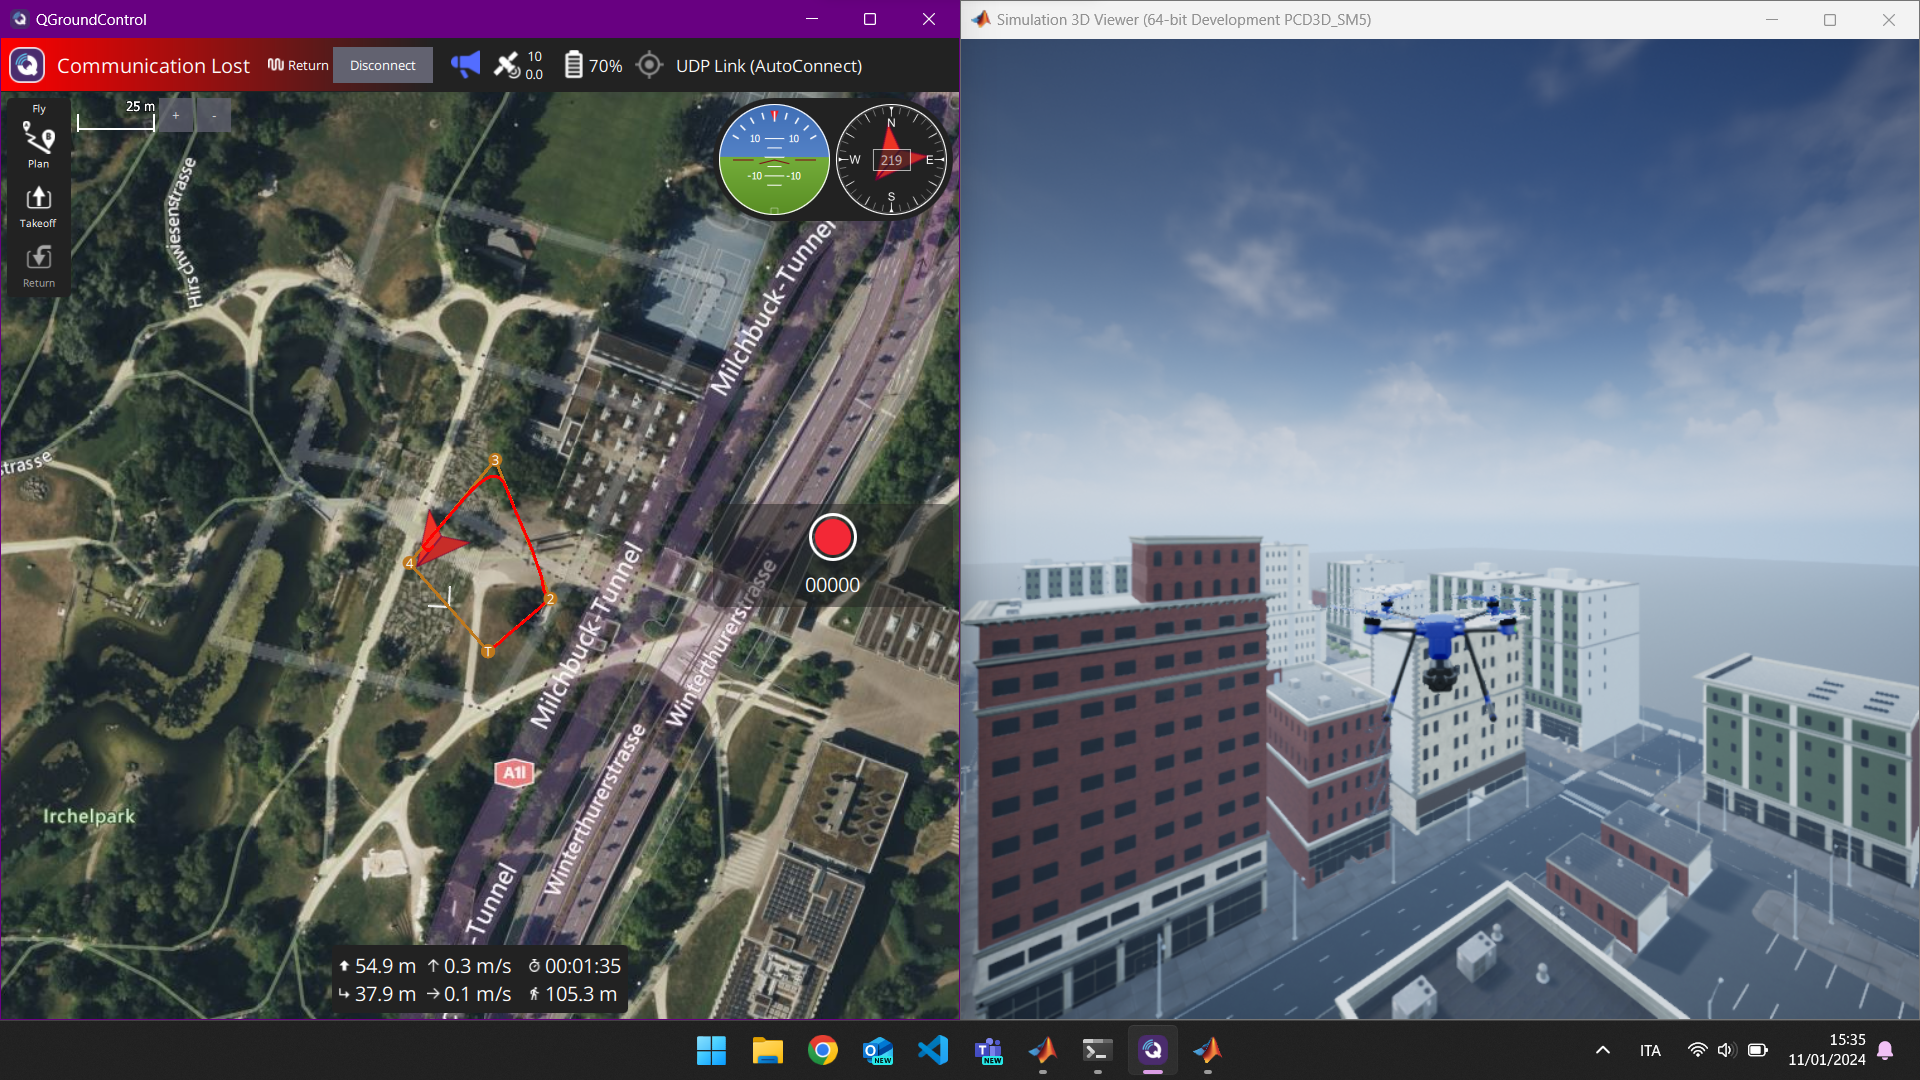 QGroundControl
Communication Lost
Return
Disconnect
10
0.0
70%
UDP Link (AutoConnect)
Fly
Plan
Takeoff
Return
25 m
+
-
10
10
-10
-10
N
W
219
E
S
Hirschwiesenstrasse
strasse
Milchbuck-Tunnel
Milchbuck-Tunnel
Winterthurerstrasse
Winterthurerstrasse
-Tunnel
A1l
Irchelpark
3
4
2
T
00000
54.9 m
0.3 m/s
00:01:35
37.9 m
0.1 m/s
105.3 m
Simulation 3D Viewer (64-bit Development PCD3D_SM5)
NEW
NEW
ITA
15:35
11/01/2024